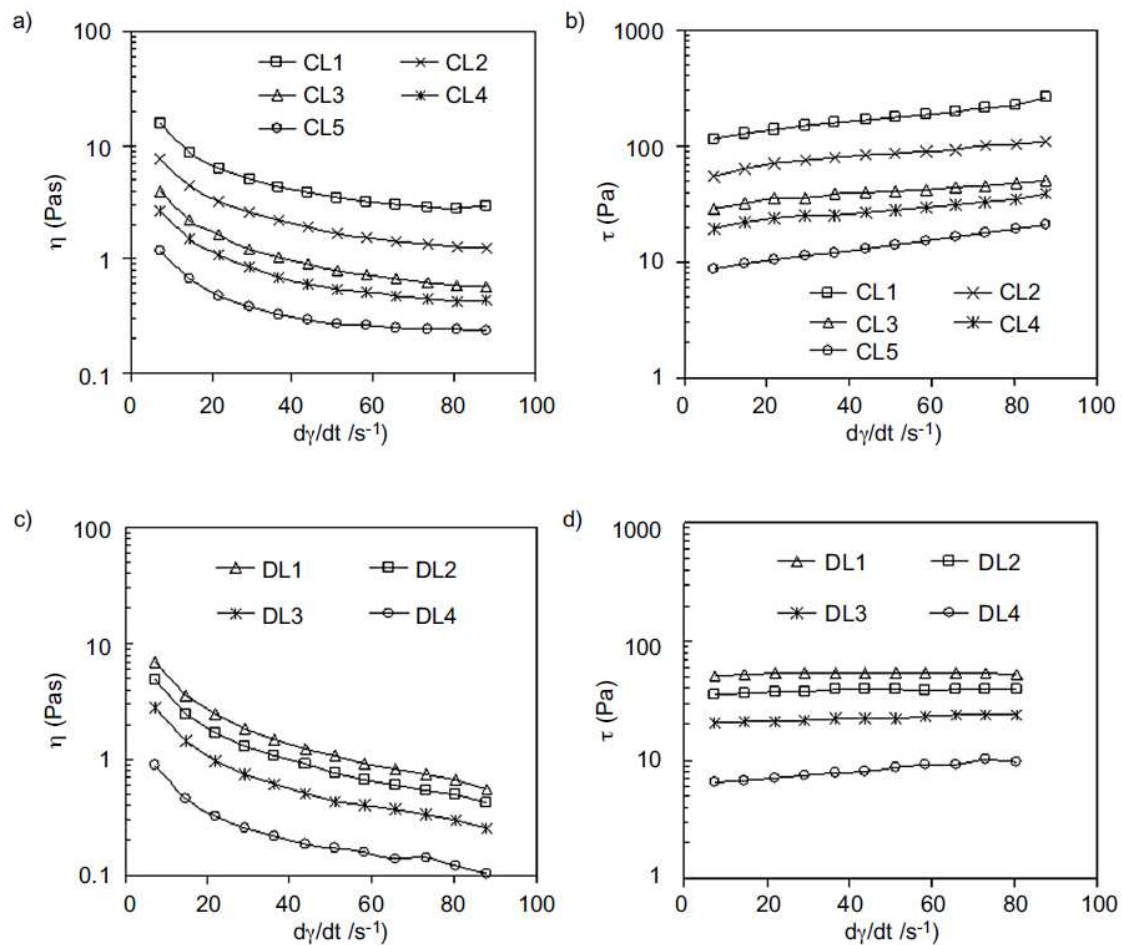 a)
100
10
1
0.1
η (Pas)
CL1 CL2
CL3 CL4
CL5
0 20 40 60 80 100
dγ/dt /s⁻¹)
b)
1000
100
10
1
τ (Pa)
CL1 CL2
CL3 CL4
CL5
0 20 40 60 80 100
dγ/dt /s⁻¹)
c)
100
10
1
0.1
η (Pas)
DL1 DL2
DL3 DL4
0 20 40 60 80 100
dγ/dt /s⁻¹)
d)
1000
100
10
1
τ (Pa)
DL1 DL2
DL3 DL4
0 20 40 60 80 100
dγ/dt /s⁻¹)